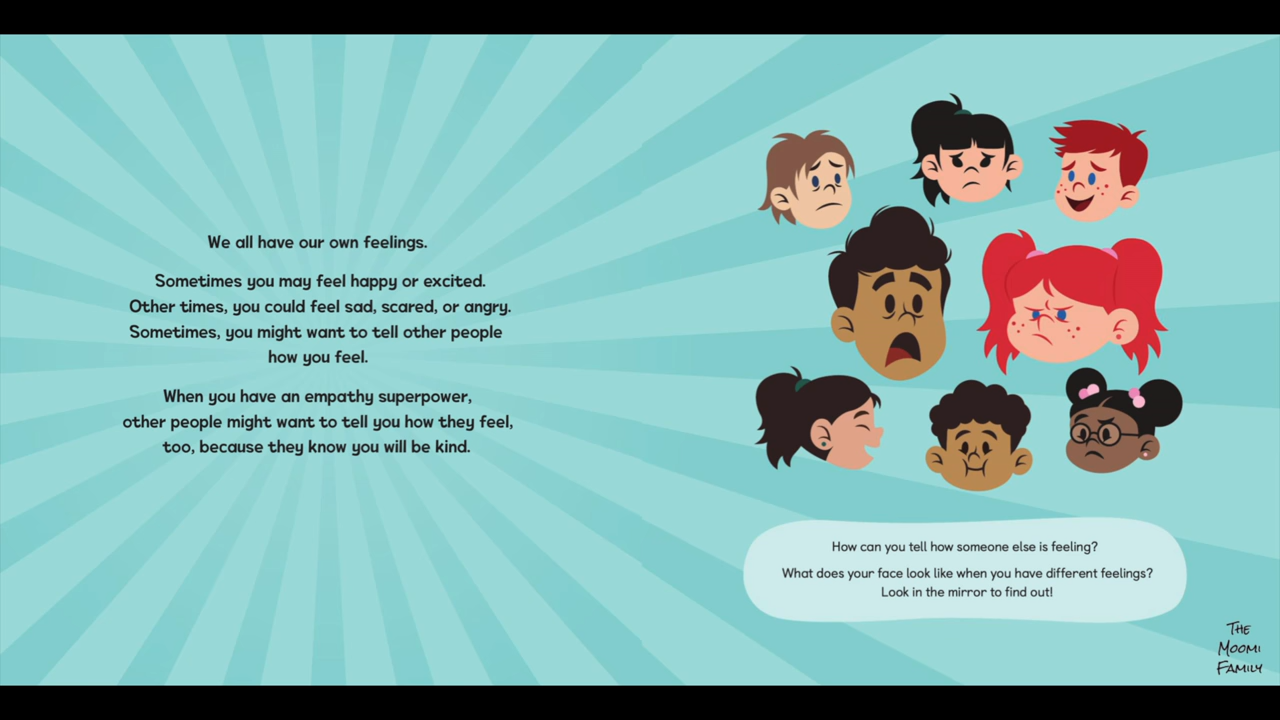 We all have our own feelings.
Sometimes you may feel happy or excited.
Other times, you could feel sad, scared, or angry.
Sometimes, you might want to tell other people
how you feel.
When you have an empathy superpower,
other people might want to tell you how they feel,
too, because they know you will be kind.
How can you tell how someone else is feeling?
What does your face look like when you have different feelings?
Look in the mirror to find out!
THE
MOOMI
FAMILY